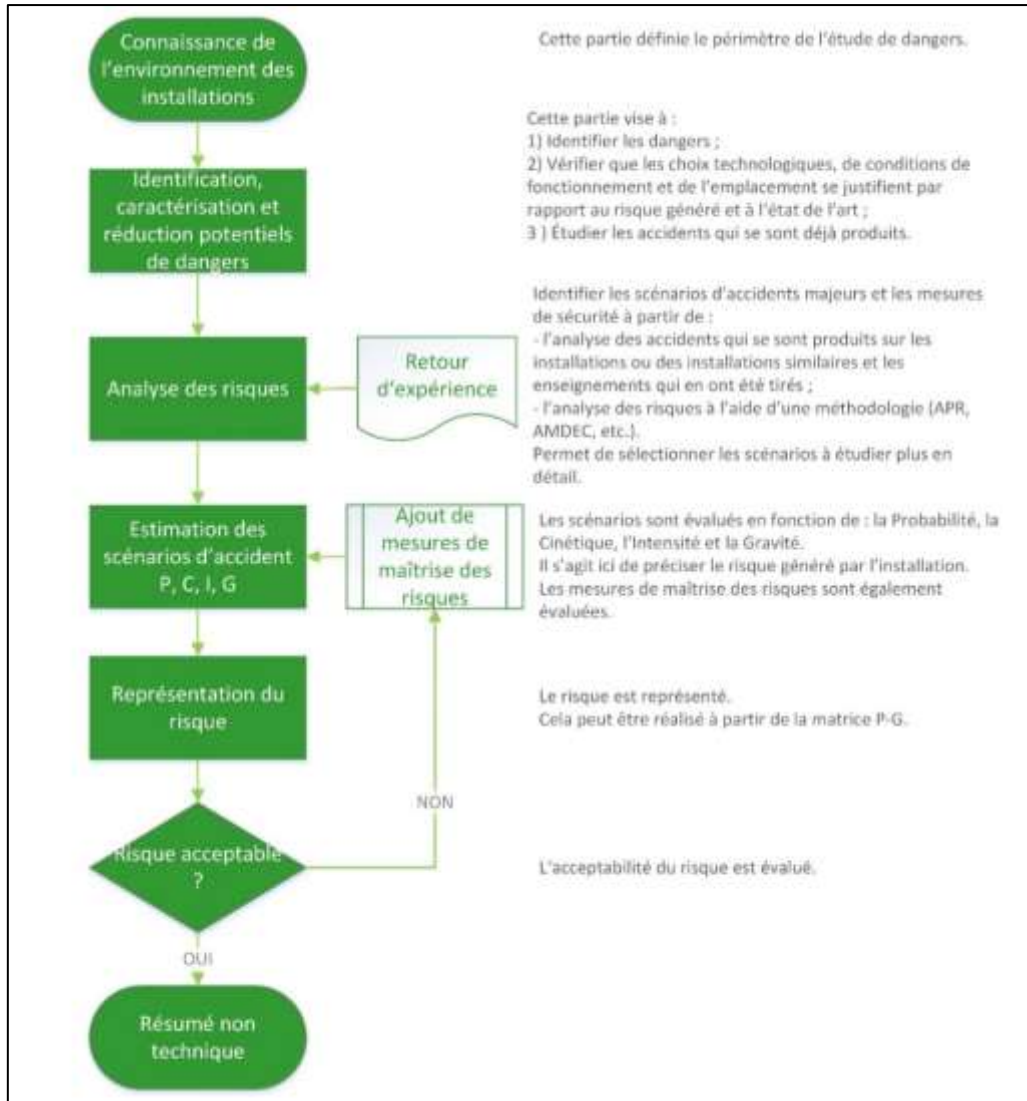 Connaissance de
l'environnement des
installations
Cette partie définie le périmètre de l'étude de dangers.
Identification,
caractérisation et
réduction potentiels
de dangers
Cette partie vise à :
1) Identifier les dangers ;
2) Vérifier que les choix technologiques, de conditions de
fonctionnement et de l'emplacement se justifient par
rapport au risque généré et à l'état de l'art ;
3 ) Étudier les accidents qui se sont déjà produits.
Analyse des risques
Retour
d'expérience
Identifier les scénarios d'accidents majeurs et les mesures
de sécurité à partir de :
- l'analyse des accidents qui se sont produits sur les
installations ou des installations similaires et les
enseignements qui en ont été tirés ;
- l'analyse des risques à l'aide d'une méthodologie (APR,
AMDEC, etc.).
Permet de sélectionner les scénarios à étudier plus en
détail.
Estimation des
scénarios d'accident
P, C, I, G
Ajout de
mesures de
maîtrise des
risques
Les scénarios sont évalués en fonction de : la Probabilité, la
Cinétique, l'Intensité et la Gravité.
Il s'agit ici de préciser le risque généré par l'installation.
Les mesures de maîtrise des risques sont également
évaluées.
Représentation du
risque
Le risque est représenté.
Cela peut être réalisé à partir de la matrice P-G.
NON
Risque acceptable
?
L'acceptabilité du risque est évalué.
OUI
Résumé non
technique